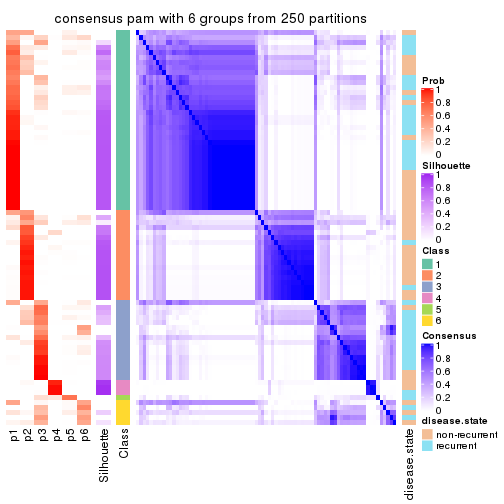 consensus pam with 6 groups from 250 partitions
Prob
1
0.8
0.6
0.4
0.2
0
Silhouette
1
0.8
0.6
0.4
0.2
0
Class
1
2
3
4
5
6
Consensus
1
0.8
0.6
0.4
0.2
0
disease.state
non-recurrent
recurrent
p1
p2
p3
p4
p5
p6
Silhouette
Class
disease.state